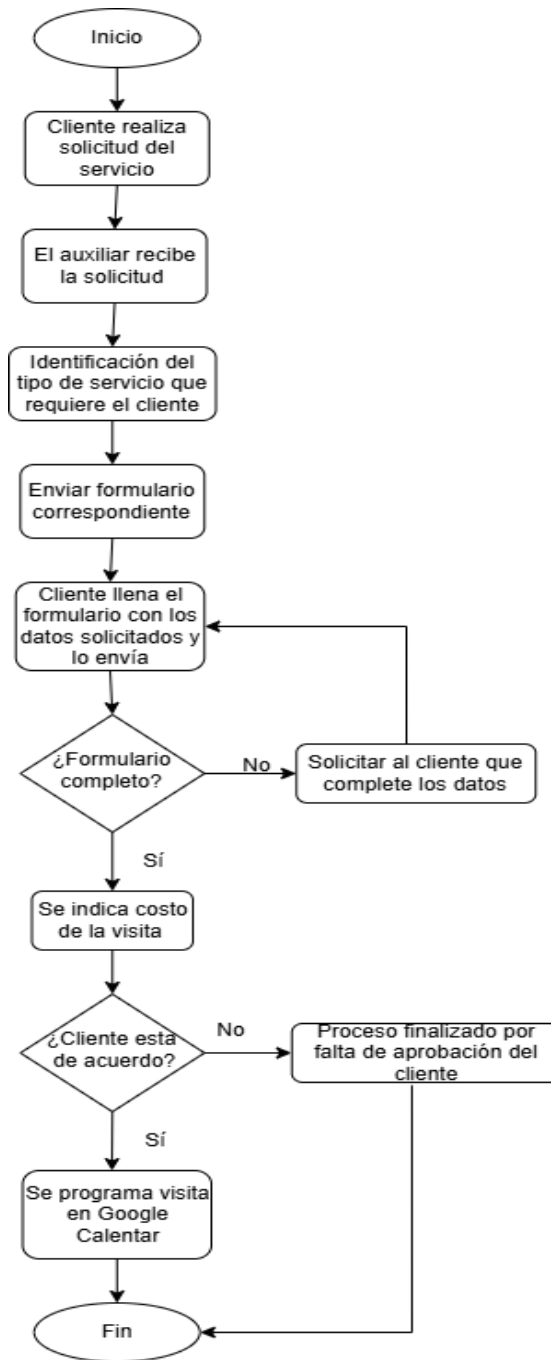 Inicio
Cliente realiza
solicitud del
servicio
El auxiliar recibe
la solicitud
Identificación del
tipo de servicio que
requiere el cliente
Enviar formulario
correspondiente
Cliente llena el
formulario con los
datos solicitados y
lo envía
¿Formulario
completo?
No
Solicitar al cliente que
complete los datos
Sí
Se indica costo
de la visita
¿Cliente está
de acuerdo?
No
Proceso finalizado por
falta de aprobación del
cliente
Sí
Se programa visita
en Google
Calentar
Fin